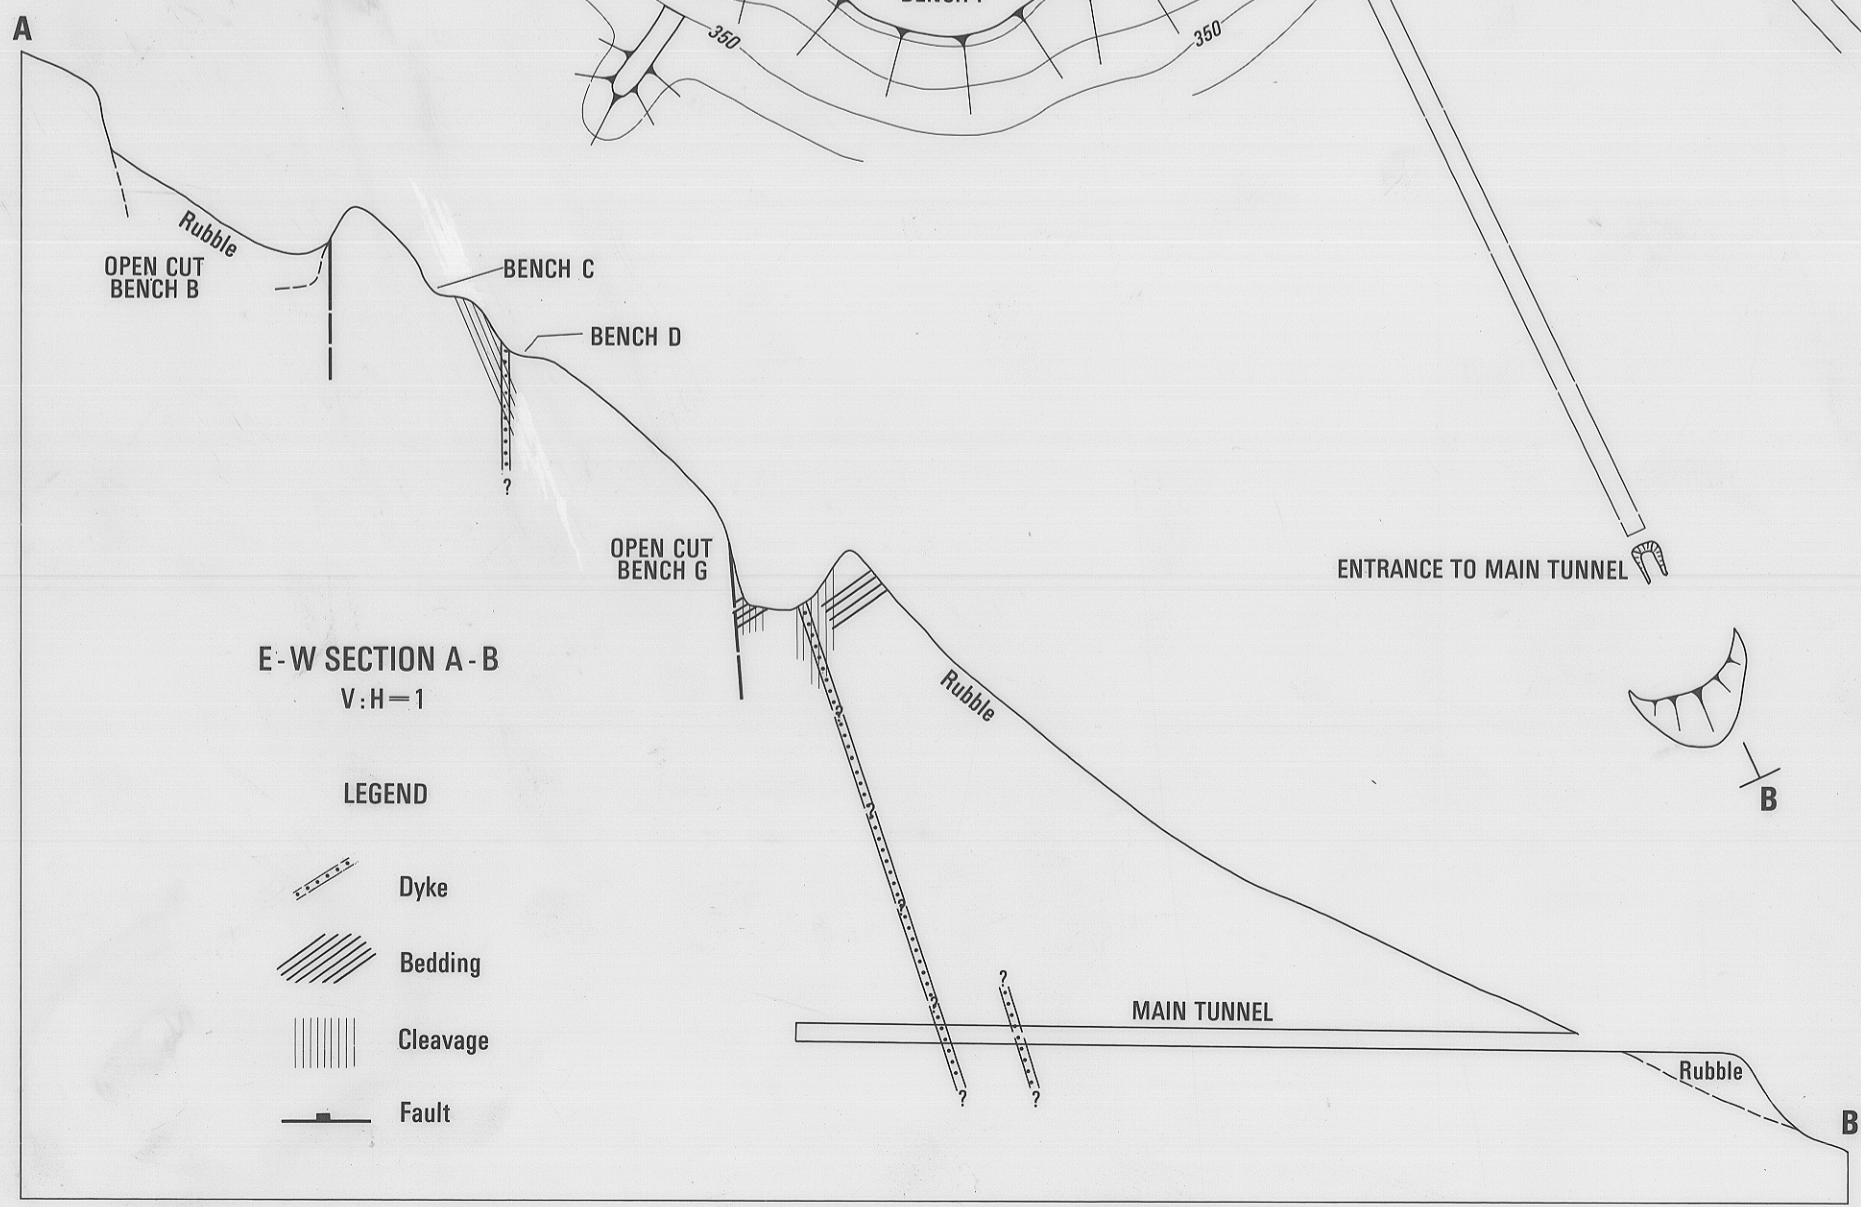 A
BENCH F
350
350
Rubble
OPEN CUT
BENCH B
BENCH C
BENCH D
?
OPEN CUT
BENCH G
ENTRANCE TO MAIN TUNNEL
E-W SECTION A-B
V:H=1
Rubble
?
B
LEGEND
?
Dyke
?
Bedding
?
?
MAIN TUNNEL
Cleavage
Rubble
?
?
Fault
B